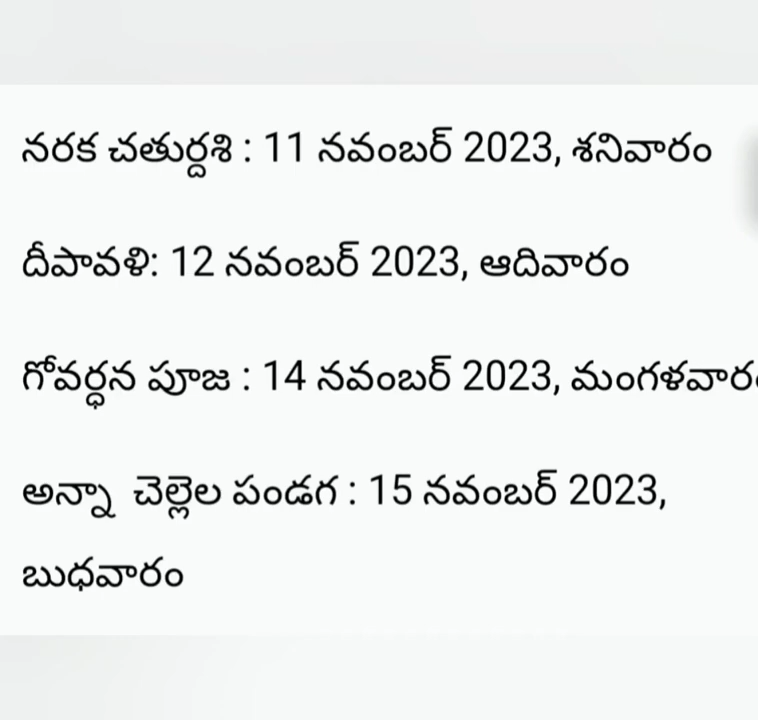 నరక చతుర్దశి : 11 నవంబర్ 2023, శనివారం
దీపావళి: 12 నవంబర్ 2023, ఆదివారం
గోవర్ధన పూజ : 14 నవంబర్ 2023, మంగళవారం
అన్నా చెల్లెల పండగ : 15 నవంబర్ 2023,
బుధవారం